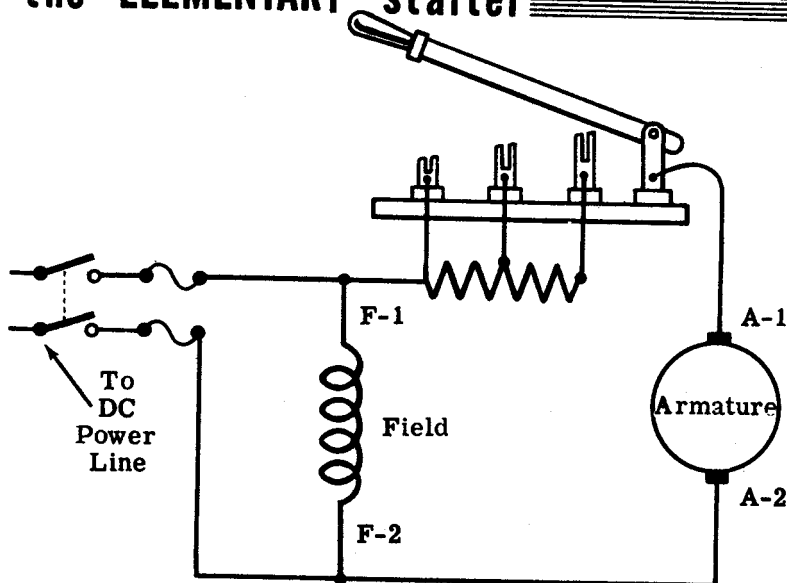 the ELEMENTARY starter
F-1
A-1
To
DC
Power
Line
Field
Armature
F-2
A-2